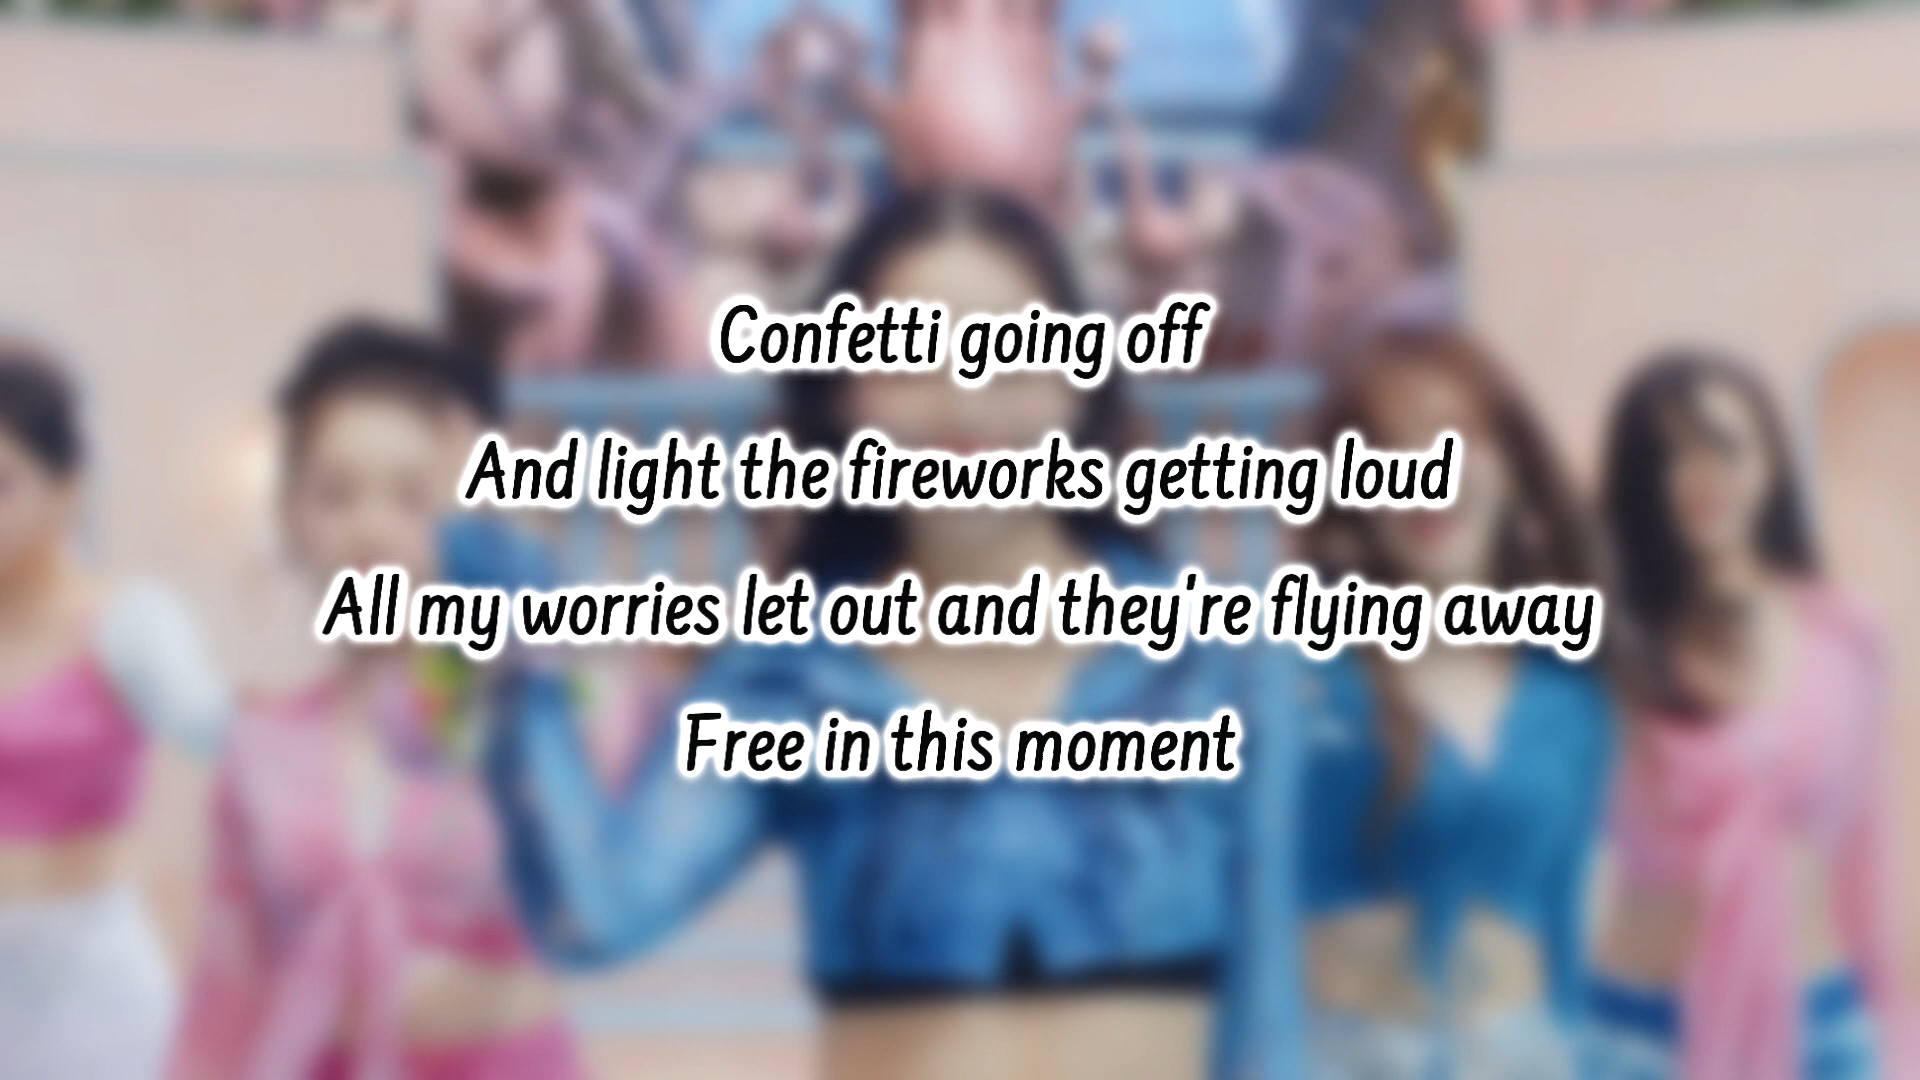 Confetti going off
And light the fireworks getting loud
All my worries let out and they're flying away
Free in this moment